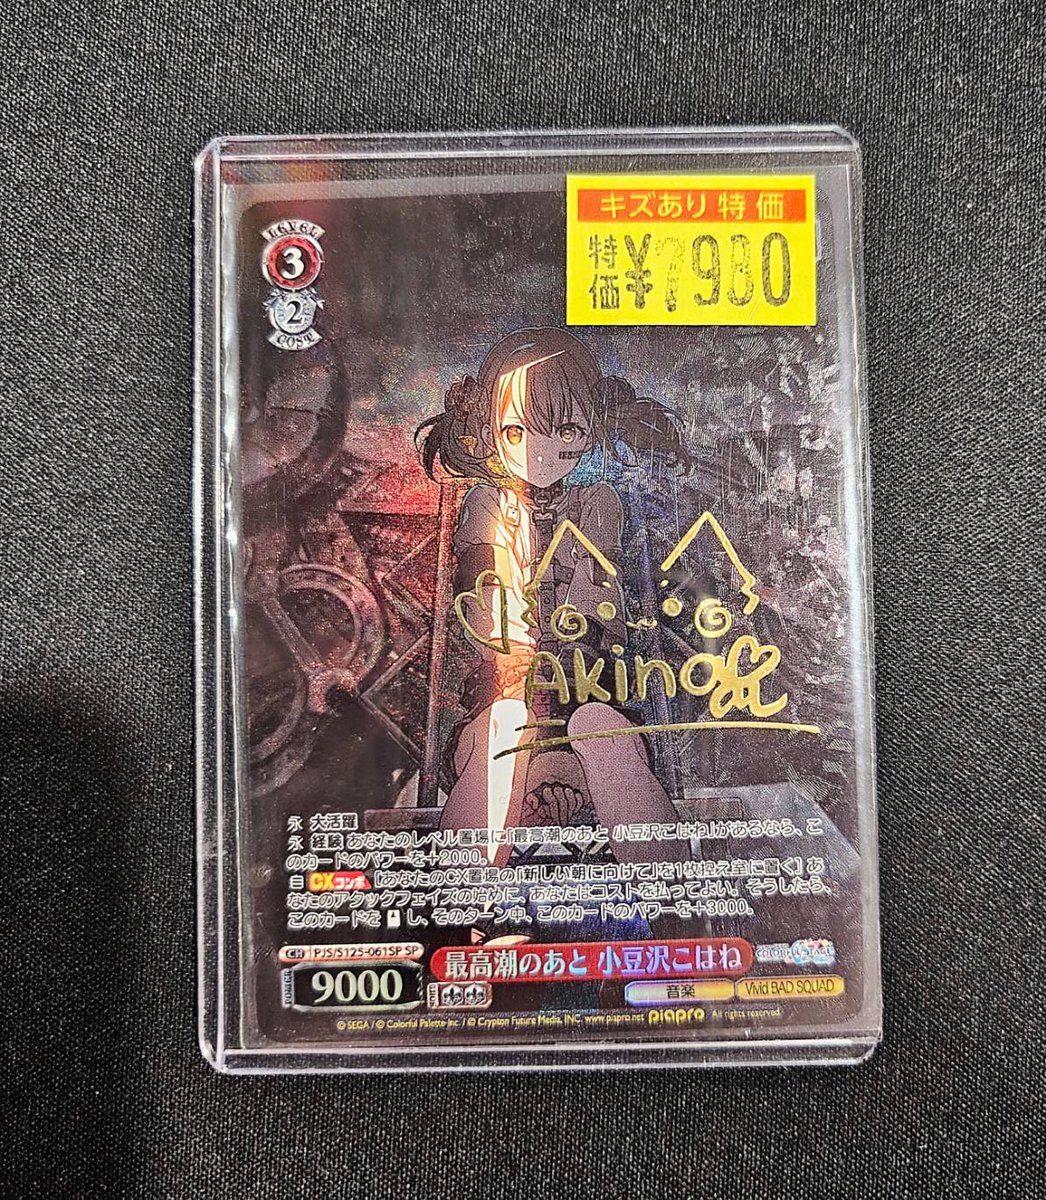 キズあり特価
特価 ¥7980
LEVEL
3
2
COST
Akino
永 大活躍
永 経験 あなたのレベル置場に「最高潮のあと 小豆沢こはね」があるなら、こ
のカードのパワーを+2000。
自 CXコンボ [あなたのCX置場の「新しい朝に向けて」を1枚控え室に置く] あ
なたのアタックフェイズの始めに、あなたはコストを払ってよい。そうしたら、
このカードを し、そのターン中、このカードのパワーを+3000。
CH PJS/S125-061SP SP
最高潮のあと 小豆沢こはね
COLORFUL STAGE!
POWER 9000 SOUL
音楽 Vivid BAD SQUAD
© SEGA / © Colorful Palette Inc. / © Crypton Future Media, INC. www.piapro.net piapro All rights reserved.